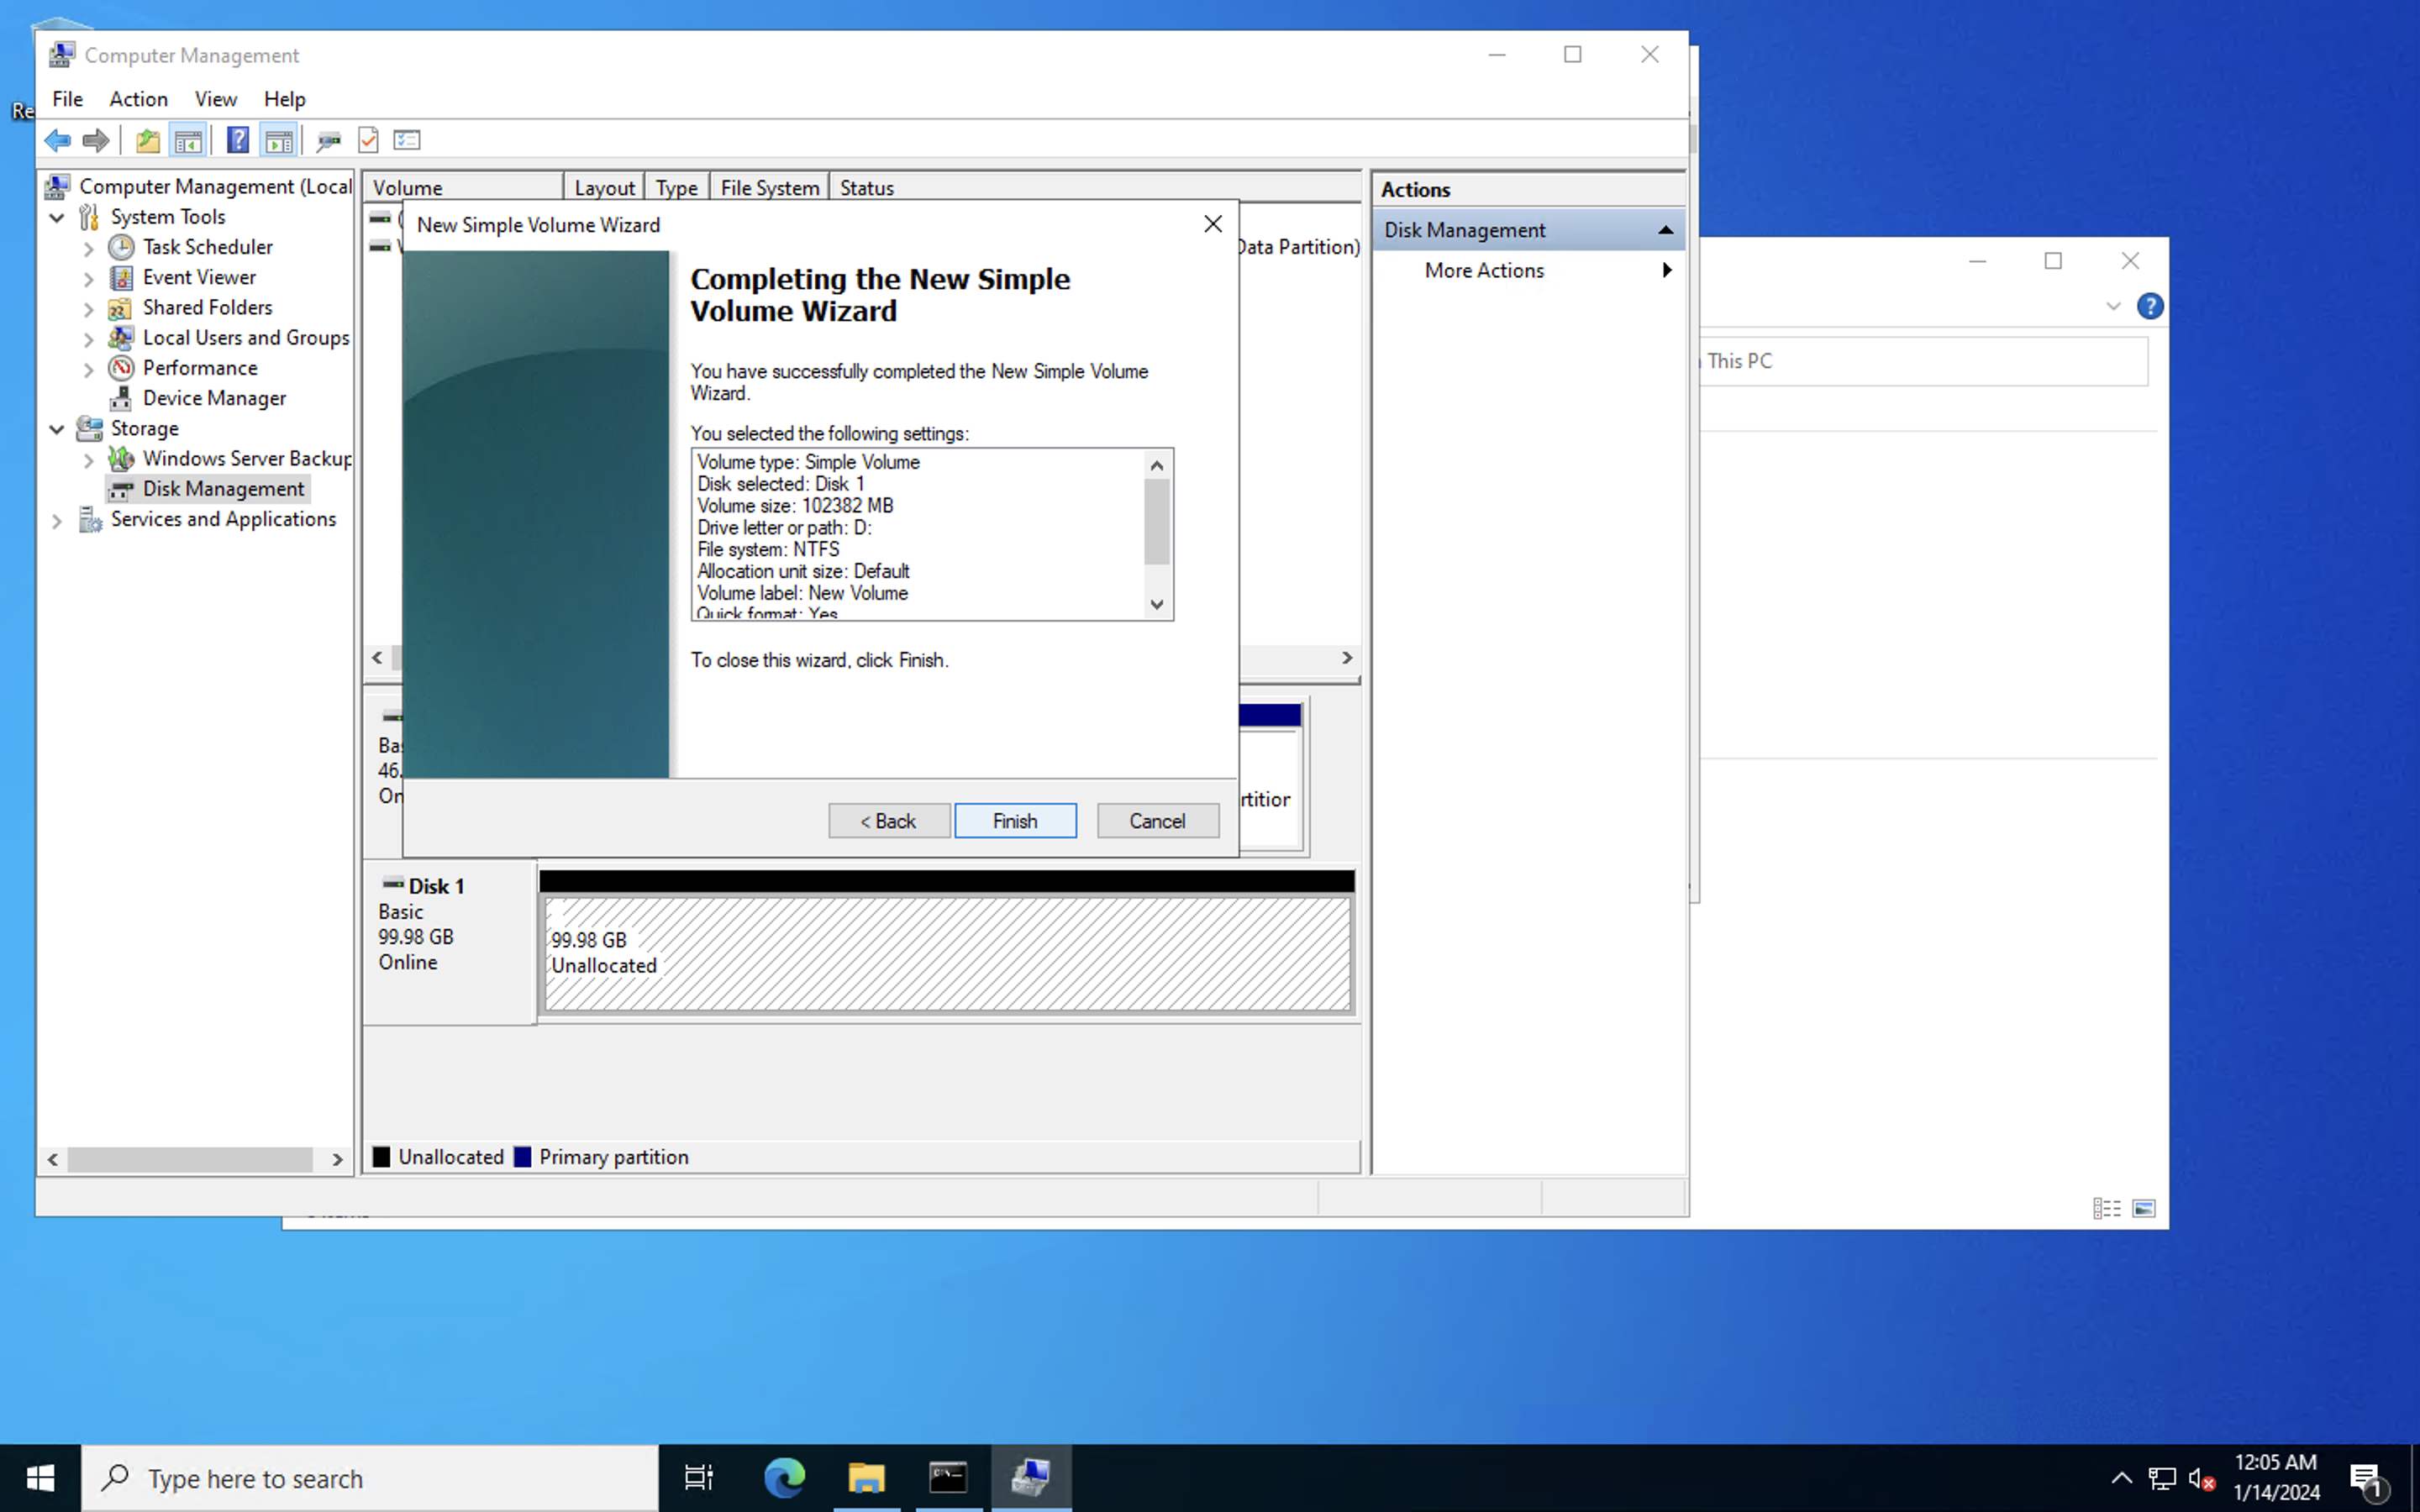 Computer Management
File Action View Help
Computer Management (Local
System Tools
Task Scheduler
Event Viewer
Shared Folders
Local Users and Groups
Performance
Device Manager
Storage
Windows Server Backup
Disk Management
Services and Applications
Volume Layout Type File System Status
Data Partition)
New Simple Volume Wizard
Completing the New Simple
Volume Wizard
You have successfully completed the New Simple Volume
Wizard.
You selected the following settings:
Volume type: Simple Volume
Disk selected: Disk 1
Volume size: 102382 MB
Drive letter or path: D:
File system: NTFS
Allocation unit size: Default
Volume label: New Volume
Quick format: Yes
To close this wizard, click Finish.
< Back Finish Cancel
Disk 1
Basic
99.98 GB
Online
99.98 GB
Unallocated
Unallocated Primary partition
Actions
Disk Management
More Actions
This PC
Type here to search
12:05 AM
1/14/2024
1